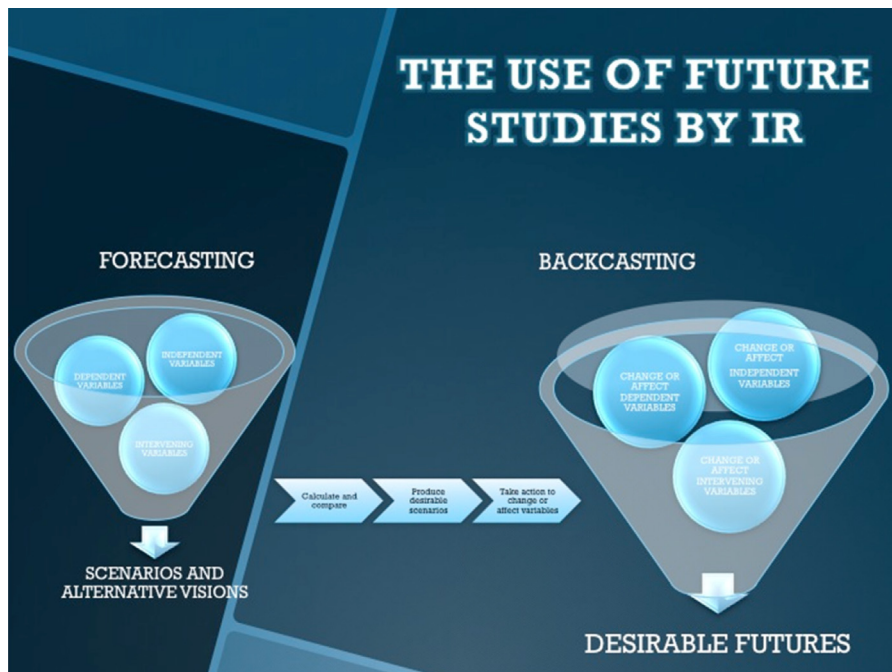 THE USE OF FUTURE
STUDIES BY IR
FORECASTING
INDEPENDENT
VARIABLES
DEPENDENT
VARIABLES
INTERVENING
VARIABLES
SCENARIOS AND
ALTERNATIVE VISIONS
Calculate and
compare
Produce
desirable
scenarios
Take action to
change or
affect variables
BACKCASTING
CHANGE OR
AFFECT
INDEPENDENT
VARIABLES
CHANGE OR
AFFECT
DEPENDENT
VARIABLES
CHANGE OR
AFFECT
INTERVENING
VARIABLES
DESIRABLE FUTURES